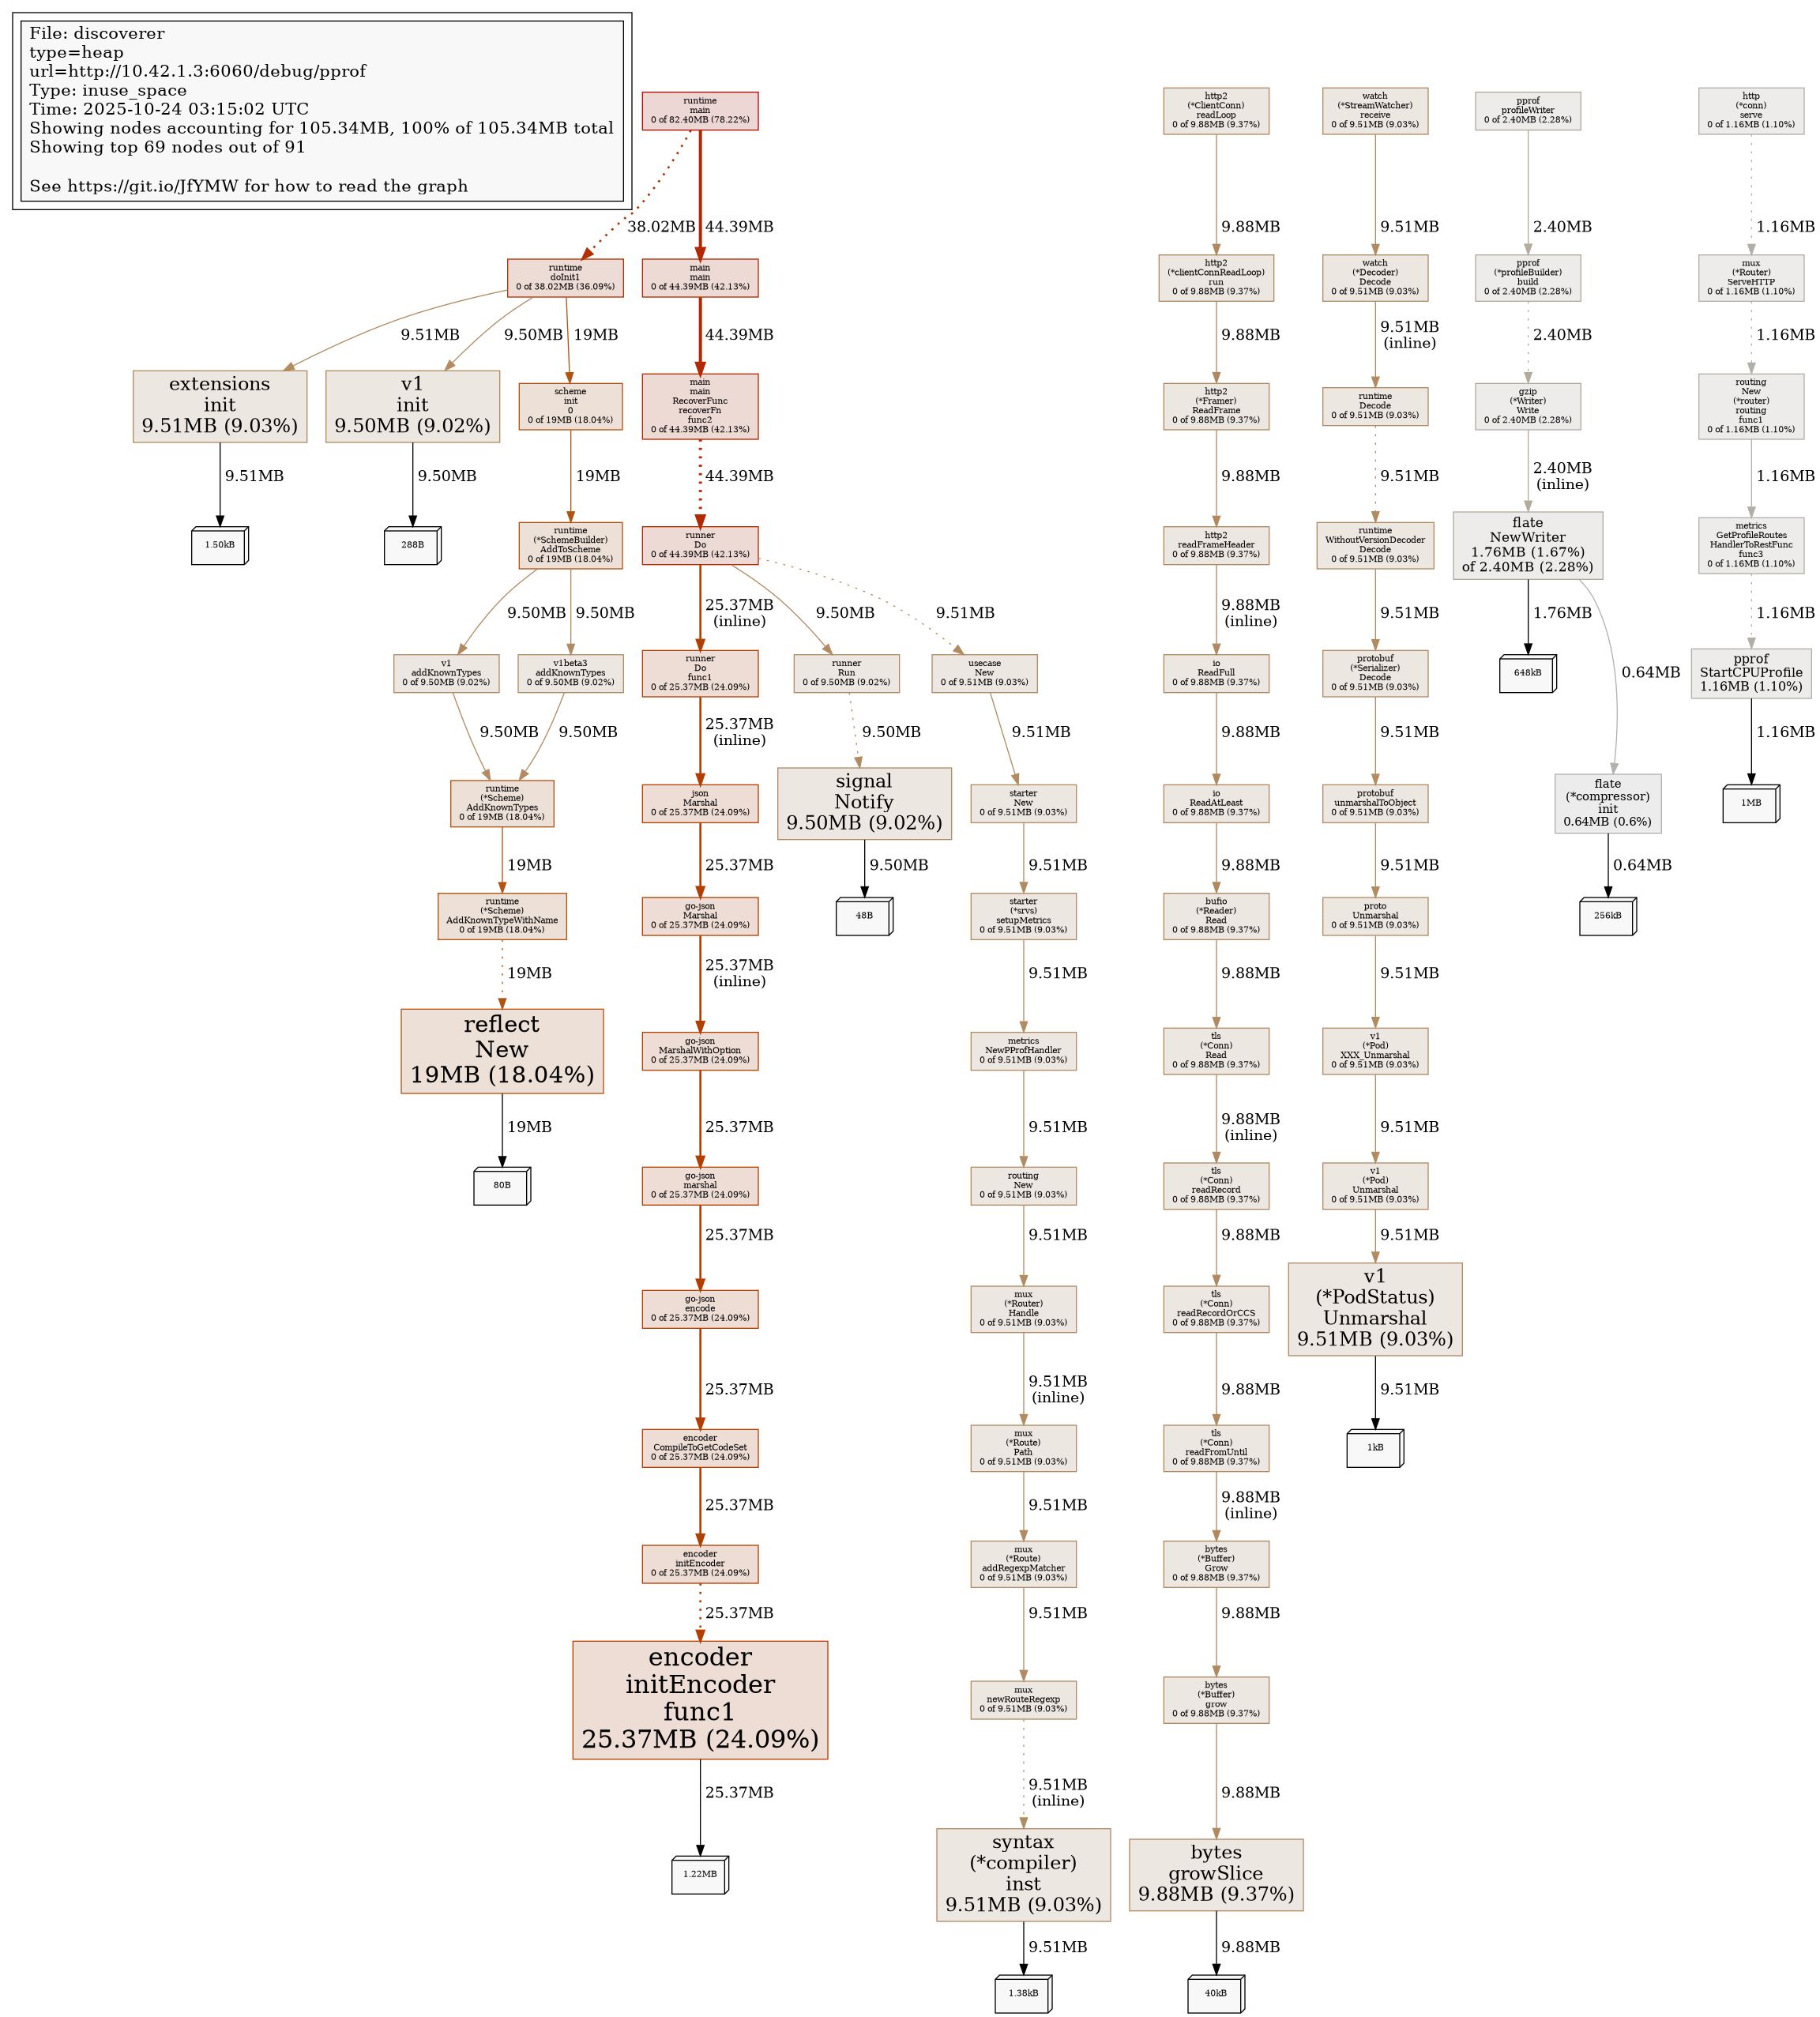 File: discoverer
type=heap
url=http://10.42.1.3:6060/debug/pprof
Type: inuse_space
Time: 2025-10-24 03:15:02 UTC
Showing nodes accounting for 105.34MB, 100% of 105.34MB total
Showing top 69 nodes out of 91
See https://git.io/JfYMW for how to read the graph
runtime
main
0 of 82.40MB (78.22%)
38.02MB
44.39MB
runtime
doInit1
0 of 38.02MB (36.09%)
9.51MB
9.50MB
19MB
extensions
init
9.51MB (9.03%)
9.51MB
1.50kB
v1
init
9.50MB (9.02%)
9.50MB
288B
scheme
init
0
0 of 19MB (18.04%)
19MB
runtime
(*SchemeBuilder)
AddToScheme
0 of 19MB (18.04%)
9.50MB
9.50MB
v1
addKnownTypes
0 of 9.50MB (9.02%)
9.50MB
v1beta3
addKnownTypes
0 of 9.50MB (9.02%)
9.50MB
runtime
(*Scheme)
AddKnownTypes
0 of 19MB (18.04%)
19MB
runtime
(*Scheme)
AddKnownTypeWithName
0 of 19MB (18.04%)
19MB
reflect
New
19MB (18.04%)
19MB
80B
main
main
0 of 44.39MB (42.13%)
44.39MB
main
main
RecoverFunc
recoverFn
func2
0 of 44.39MB (42.13%)
44.39MB
runner
Do
0 of 44.39MB (42.13%)
25.37MB
(inline)
9.50MB
9.51MB
runner
Do
func1
0 of 25.37MB (24.09%)
25.37MB
(inline)
json
Marshal
0 of 25.37MB (24.09%)
25.37MB
go-json
Marshal
0 of 25.37MB (24.09%)
25.37MB
(inline)
go-json
MarshalWithOption
0 of 25.37MB (24.09%)
25.37MB
go-json
marshal
0 of 25.37MB (24.09%)
25.37MB
go-json
encode
0 of 25.37MB (24.09%)
25.37MB
encoder
CompileToGetCodeSet
0 of 25.37MB (24.09%)
25.37MB
encoder
initEncoder
0 of 25.37MB (24.09%)
25.37MB
encoder
initEncoder
func1
25.37MB (24.09%)
25.37MB
1.22MB
runner
Run
0 of 9.50MB (9.02%)
9.50MB
signal
Notify
9.50MB (9.02%)
9.50MB
48B
usecase
New
0 of 9.51MB (9.03%)
9.51MB
starter
New
0 of 9.51MB (9.03%)
9.51MB
starter
(*srvs)
setupMetrics
0 of 9.51MB (9.03%)
9.51MB
metrics
NewPProfHandler
0 of 9.51MB (9.03%)
9.51MB
routing
New
0 of 9.51MB (9.03%)
9.51MB
mux
(*Router)
Handle
0 of 9.51MB (9.03%)
9.51MB
(inline)
mux
(*Route)
Path
0 of 9.51MB (9.03%)
9.51MB
mux
(*Route)
addRegexpMatcher
0 of 9.51MB (9.03%)
9.51MB
mux
newRouteRegexp
0 of 9.51MB (9.03%)
9.51MB
(inline)
syntax
(*compiler)
inst
9.51MB (9.03%)
9.51MB
1.38kB
http2
(*ClientConn)
readLoop
0 of 9.88MB (9.37%)
9.88MB
http2
(*clientConnReadLoop)
run
0 of 9.88MB (9.37%)
9.88MB
http2
(*Framer)
ReadFrame
0 of 9.88MB (9.37%)
9.88MB
http2
readFrameHeader
0 of 9.88MB (9.37%)
9.88MB
(inline)
io
ReadFull
0 of 9.88MB (9.37%)
9.88MB
io
ReadAtLeast
0 of 9.88MB (9.37%)
9.88MB
bufio
(*Reader)
Read
0 of 9.88MB (9.37%)
9.88MB
tls
(*Conn)
Read
0 of 9.88MB (9.37%)
9.88MB
(inline)
tls
(*Conn)
readRecord
0 of 9.88MB (9.37%)
9.88MB
tls
(*Conn)
readRecordOrCCS
0 of 9.88MB (9.37%)
9.88MB
tls
(*Conn)
readFromUntil
0 of 9.88MB (9.37%)
9.88MB
(inline)
bytes
(*Buffer)
Grow
0 of 9.88MB (9.37%)
9.88MB
bytes
(*Buffer)
grow
0 of 9.88MB (9.37%)
9.88MB
bytes
growSlice
9.88MB (9.37%)
9.88MB
40kB
watch
(*StreamWatcher)
receive
0 of 9.51MB (9.03%)
9.51MB
watch
(*Decoder)
Decode
0 of 9.51MB (9.03%)
9.51MB
(inline)
runtime
Decode
0 of 9.51MB (9.03%)
9.51MB
runtime
WithoutVersionDecoder
Decode
0 of 9.51MB (9.03%)
9.51MB
protobuf
(*Serializer)
Decode
0 of 9.51MB (9.03%)
9.51MB
protobuf
unmarshalToObject
0 of 9.51MB (9.03%)
9.51MB
proto
Unmarshal
0 of 9.51MB (9.03%)
9.51MB
v1
(*Pod)
XXX_Unmarshal
0 of 9.51MB (9.03%)
9.51MB
v1
(*Pod)
Unmarshal
0 of 9.51MB (9.03%)
9.51MB
v1
(*PodStatus)
Unmarshal
9.51MB (9.03%)
9.51MB
1kB
pprof
profileWriter
0 of 2.40MB (2.28%)
2.40MB
pprof
(*profileBuilder)
build
0 of 2.40MB (2.28%)
2.40MB
gzip
(*Writer)
Write
0 of 2.40MB (2.28%)
2.40MB
(inline)
flate
NewWriter
1.76MB (1.67%)
of 2.40MB (2.28%)
1.76MB
0.64MB
648kB
flate
(*compressor)
init
0.64MB (0.6%)
0.64MB
256kB
http
(*conn)
serve
0 of 1.16MB (1.10%)
1.16MB
mux
(*Router)
ServeHTTP
0 of 1.16MB (1.10%)
1.16MB
routing
New
(*router)
routing
func1
0 of 1.16MB (1.10%)
1.16MB
metrics
GetProfileRoutes
HandlerToRestFunc
func3
0 of 1.16MB (1.10%)
1.16MB
pprof
StartCPUProfile
1.16MB (1.10%)
1.16MB
1MB